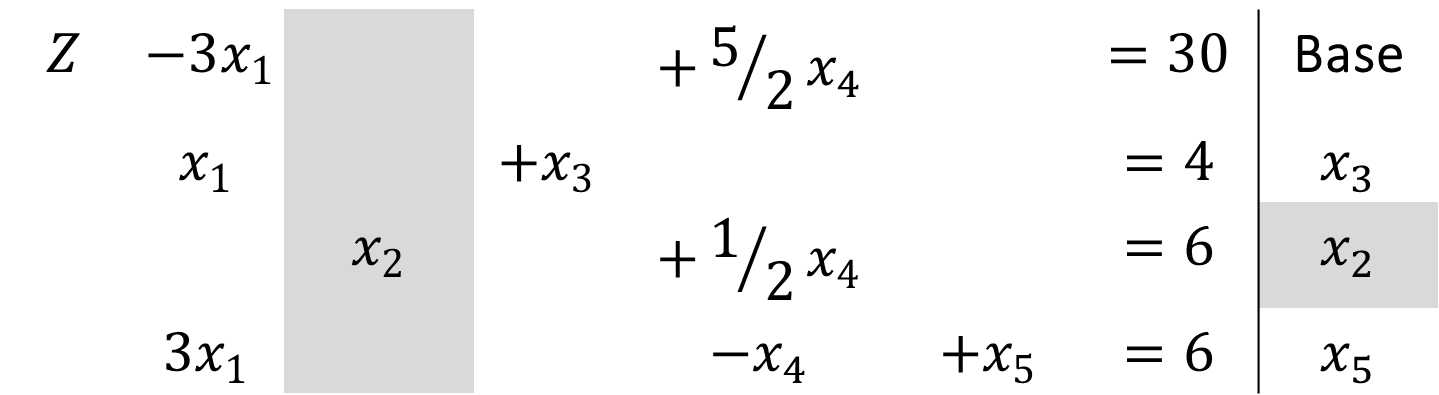 Z −3x₁ + 5/2 x₄ = 30 Base
x₁ +x₃ = 4 x₃
x₂ + 1/2 x₄ = 6 x₂
3x₁ −x₄ +x₅ = 6 x₅